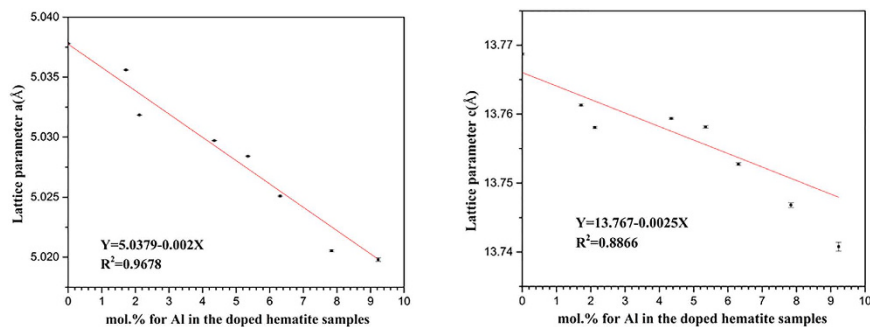 5.040
5.035
5.030
5.025
5.020
Lattice parameter a(Å)
Y=5.0379-0.002X
R²=0.9678
0 1 2 3 4 5 6 7 8 9 10
mol.% for Al in the doped hematite samples
13.77
13.76
13.75
13.74
Lattice parameter c(Å)
Y=13.767-0.0025X
R²=0.8866
0 1 2 3 4 5 6 7 8 9 10
mol.% for Al in the doped hematite samples